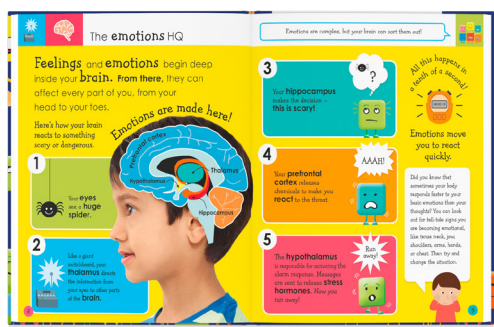 The emotions HQ
Feelings and emotions begin deep
inside your brain. From there, they can
affect every part of you, from your
head to your toes.
Here's how your brain
reacts to something
scary or dangerous.
Emotions are made here!
Prefrontal cortex
Hypothalamus
Thalamus
Hippocampus
1
Your eyes
see a huge
spider.
2
Like a giant
switchboard, your
thalamus directs
the information from
your eyes to other parts
of the brain.
Emotions are complex, but your brain can sort them out!
3
Your hippocampus
makes the decision –
this is scary!
?
4
Your prefrontal
cortex releases
chemicals to make you
react to the threat.
AAAH!
5
The hypothalamus
is responsible for activating the
alarm response. Messages
are sent to release stress
hormones. Now you
run away!
Run
away!
All this happens in
a tenth of a second!
Emotions move
you to react
quickly.
Did you know that
sometimes your body
responds faster to your
basic emotions than your
thoughts? You can look
out for tell-tale signs you
are becoming emotional,
like tense neck, jaw,
shoulders, arms, hands,
or chest. Then try and
change the situation.